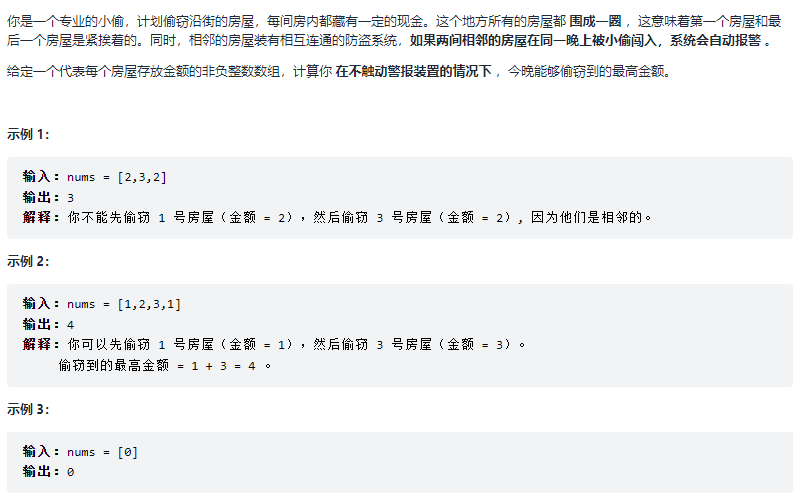 你是一个专业的小偷，计划偷窃沿街的房屋，每间房内都藏有一定的现金。这个地方所有的房屋都 围成一圈 ，这意味着第一个房屋和最
后一个房屋是紧挨着的。同时，相邻的房屋装有相互连通的防盗系统，如果两间相邻的房屋在同一晚上被小偷闯入，系统会自动报警 。
给定一个代表每个房屋存放金额的非负整数数组，计算你 在不触动警报装置的情况下 ，今晚能够偷窃到的最高金额。
示例 1：
输入：nums = [2,3,2]
输出：3
解释：你不能先偷窃 1 号房屋（金额 = 2），然后偷窃 3 号房屋（金额 = 2）, 因为他们是相邻的。
示例 2：
输入：nums = [1,2,3,1]
输出：4
解释：你可以先偷窃 1 号房屋（金额 = 1），然后偷窃 3 号房屋（金额 = 3）。
偷窃到的最高金额 = 1 + 3 = 4 。
示例 3：
输入：nums = [0]
输出：0